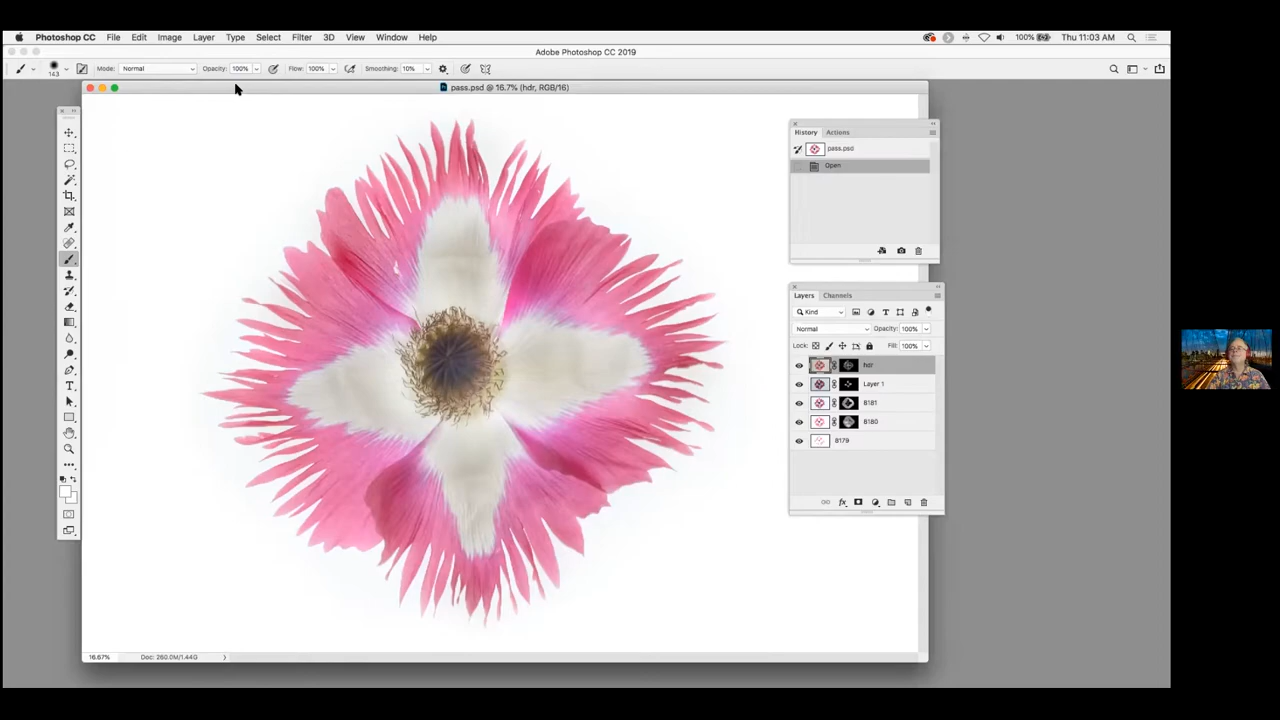 Photoshop CC File Edit Image Layer Type Select Filter 3D View Window Help 100% Thu 11:03 AM
Adobe Photoshop CC 2019
143 Mode: Normal Opacity: 100% Flow: 100% Smoothing: 10%
pass.psd @ 16.7% (hdr, RGB/16)
History Actions
pass.psd
Open
Layers Channels
Kind
Normal Opacity: 100%
Lock: Fill: 100%
hdr
Layer 1
8181
8180
8179
fx
16.67% Doc: 260.0M/1.44G